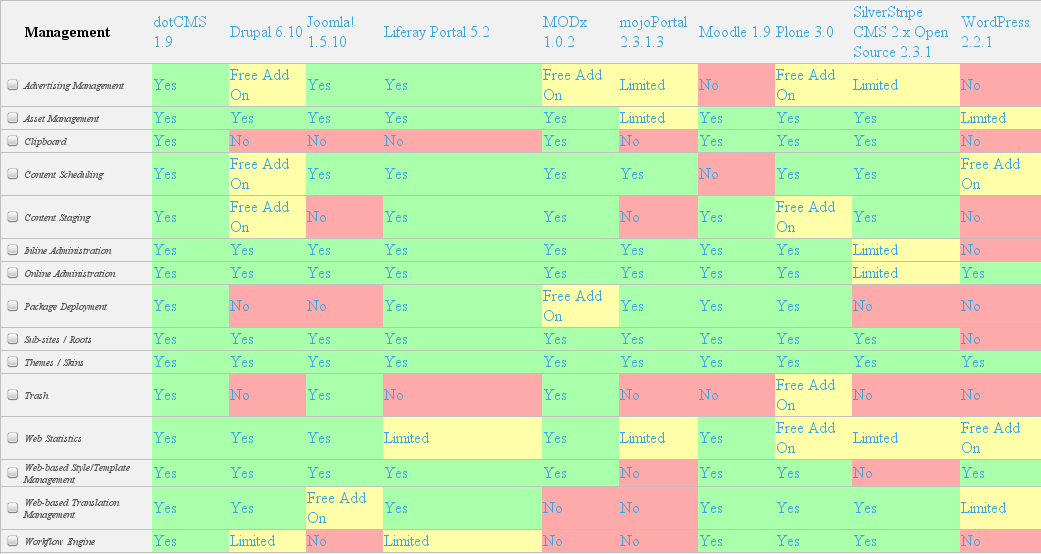 Management dotCMS 1.9 Drupal 6.10 Joomla! 1.5.10 Liferay Portal 5.2 MODx 1.0.2 mojoPortal 2.3.1.3 Moodle 1.9 Plone 3.0 SilverStripe CMS 2.x Open Source 2.3.1 WordPress 2.2.1
Advertising Management Yes Free Add On Yes Yes Free Add On Limited No Free Add On Limited No
Asset Management Yes Yes Yes Yes Yes Limited Yes Yes Yes Limited
Clipboard Yes No No No Yes No Yes Yes Yes No
Content Scheduling Yes Free Add On Yes Yes Yes Yes No Yes Yes Free Add On
Content Staging Yes Free Add On No Yes Yes No Yes Free Add On Yes No
Inline Administration Yes Yes Yes Yes Yes Yes Yes Yes Limited No
Online Administration Yes Yes Yes Yes Yes Yes Yes Yes Limited Yes
Package Deployment Yes No No Yes Free Add On Yes Yes Yes No No
Sub-sites / Roots Yes Yes Yes Yes Yes Yes Yes Yes Yes No
Themes / Skins Yes Yes Yes Yes Yes Yes Yes Yes Yes Yes
Trash Yes No Yes No Yes No No Free Add On No No
Web Statistics Yes Yes Yes Limited Yes Limited Yes Free Add On Limited Free Add On
Web-based Style/Template Management Yes Yes Yes Yes Yes No Yes Yes No Yes
Web-based Translation Management Yes Yes Free Add On Yes No No Yes Yes Yes Limited
Workflow Engine Yes Limited No Limited No No Yes Yes Yes No